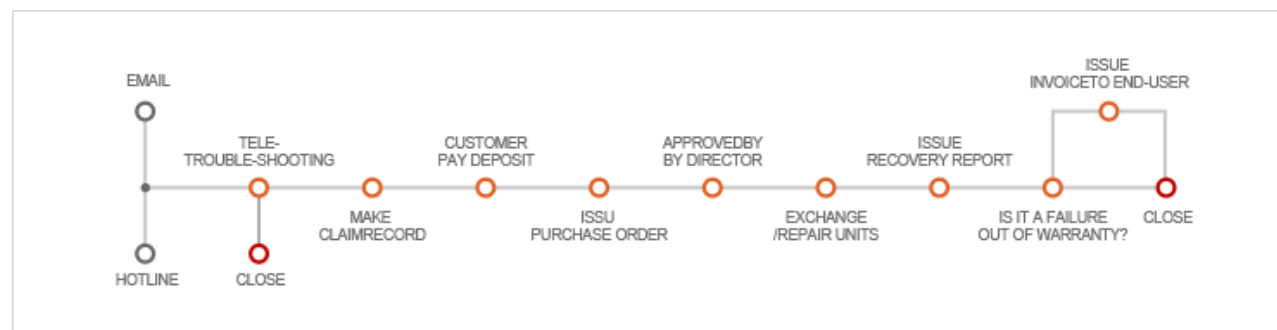 EMAIL
HOTLINE
TELE-
TROUBLE-SHOOTING
CLOSE
MAKE
CLAIMRECORD
CUSTOMER
PAY DEPOSIT
ISSU
PURCHASE ORDER
APPROVEDBY
BY DIRECTOR
EXCHANGE
/REPAIR UNITS
ISSUE
RECOVERY REPORT
IS IT A FAILURE
OUT OF WARRANTY?
ISSUE
INVOICETO END-USER
CLOSE